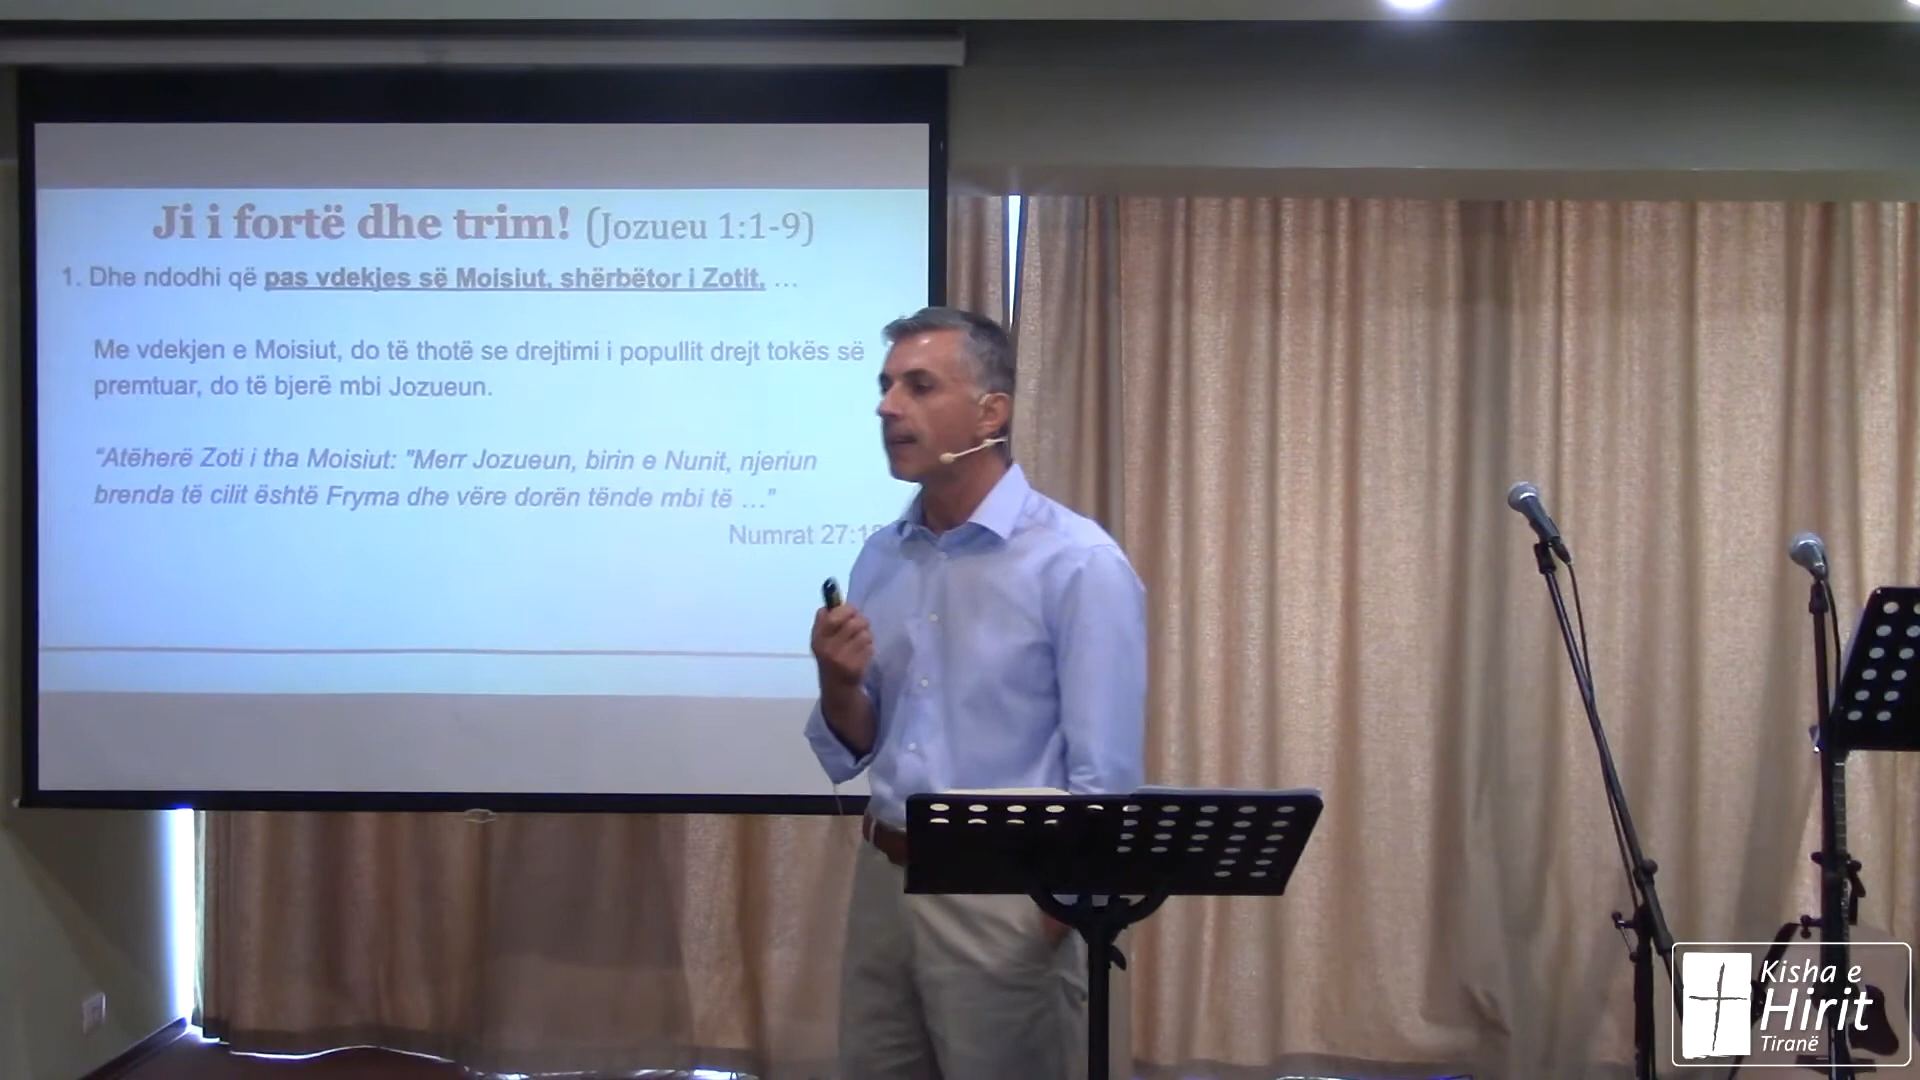 Ji i fortë dhe trim! (Jozueu 1:1-9)
1. Dhe ndodhi që pas vdekjes së Moisiut, shërbëtor i Zotit, …
Me vdekjen e Moisiut, do të thotë se drejtimi i popullit drejt tokës së
premtuar, do të bjerë mbi Jozueun.
“Atëherë Zoti i tha Moisiut: "Merr Jozueun, birin e Nunit, njeriun
brenda të cilit është Fryma dhe vëre dorën tënde mbi të …”
Numrat
Kisha e
Hirit
Tiranë